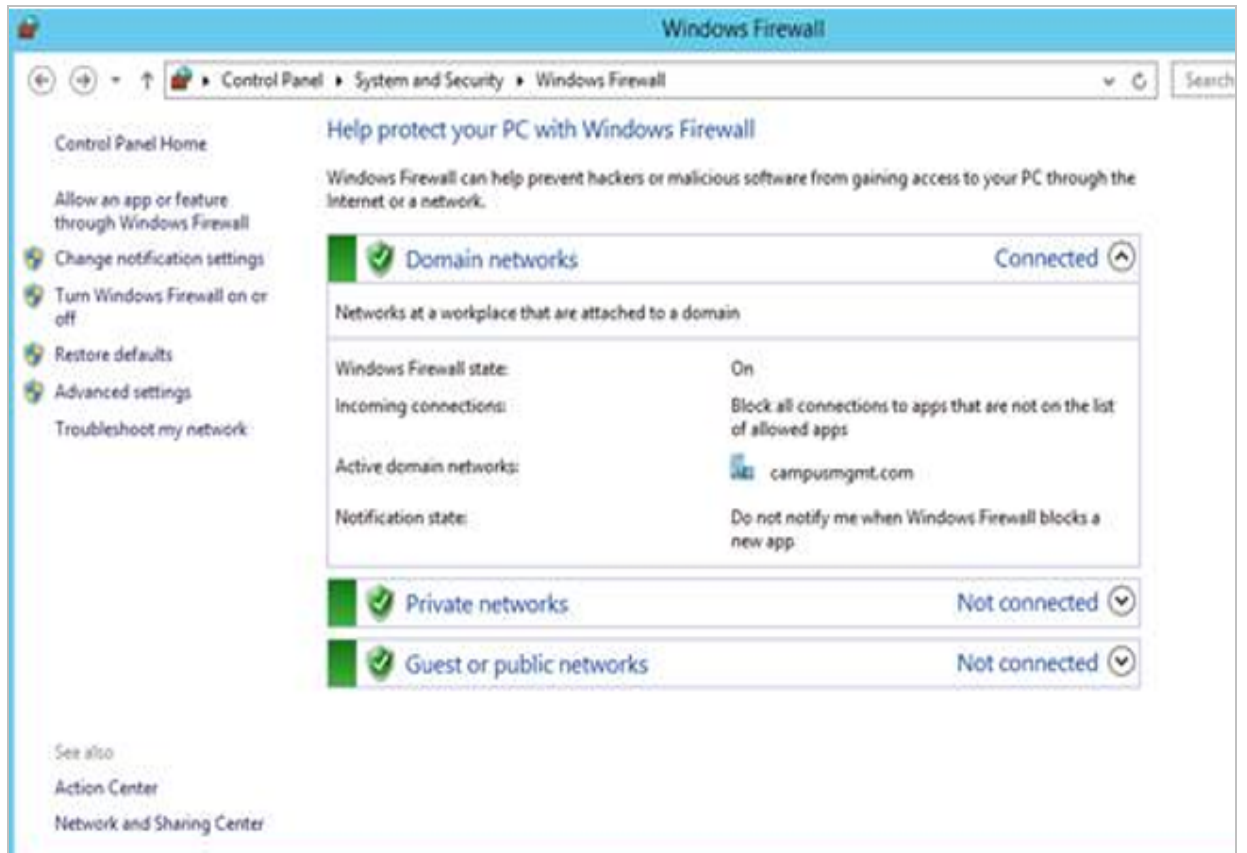 Windows Firewall
Control Panel ▸ System and Security ▸ Windows Firewall
Search
Control Panel Home
Allow an app or feature
through Windows Firewall
Change notification settings
Turn Windows Firewall on or
off
Restore defaults
Advanced settings
Troubleshoot my network
See also
Action Center
Network and Sharing Center
Help protect your PC with Windows Firewall
Windows Firewall can help prevent hackers or malicious software from gaining access to your PC through the
Internet or a network.
Domain networks Connected
Networks at a workplace that are attached to a domain
Windows Firewall state: On
Incoming connections: Block all connections to apps that are not on the list
of allowed apps
Active domain networks: campusmgmt.com
Notification state: Do not notify me when Windows Firewall blocks a
new app
Private networks Not connected
Guest or public networks Not connected